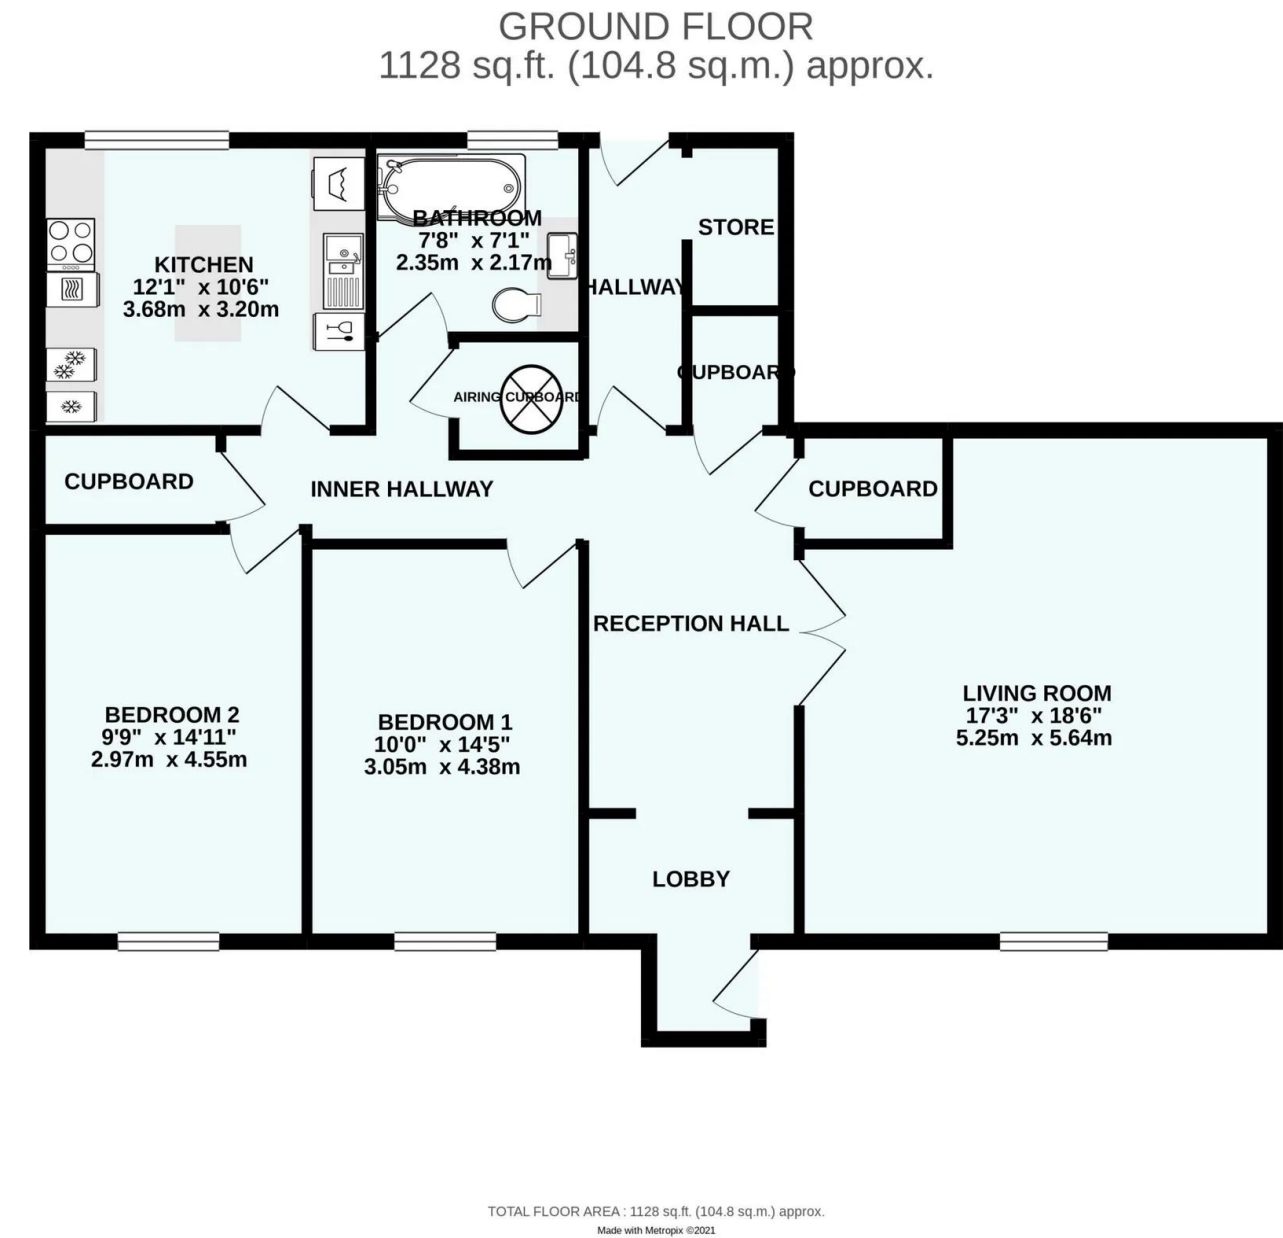 GROUND FLOOR
1128 sq.ft. (104.8 sq.m.) approx.
KITCHEN
12'1" x 10'6"
3.68m x 3.20m
BATHROOM
7'8" x 7'1"
2.35m x 2.17m
HALLWAY
STORE
CUPBOARD
AIRING CUPBOARD
CUPBOARD
INNER HALLWAY
CUPBOARD
RECEPTION HALL
BEDROOM 2
9'9" x 14'11"
2.97m x 4.55m
BEDROOM 1
10'0" x 14'5"
3.05m x 4.38m
LIVING ROOM
17'3" x 18'6"
5.25m x 5.64m
LOBBY
TOTAL FLOOR AREA : 1128 sq.ft. (104.8 sq.m.) approx.
Made with Metropix ©2021